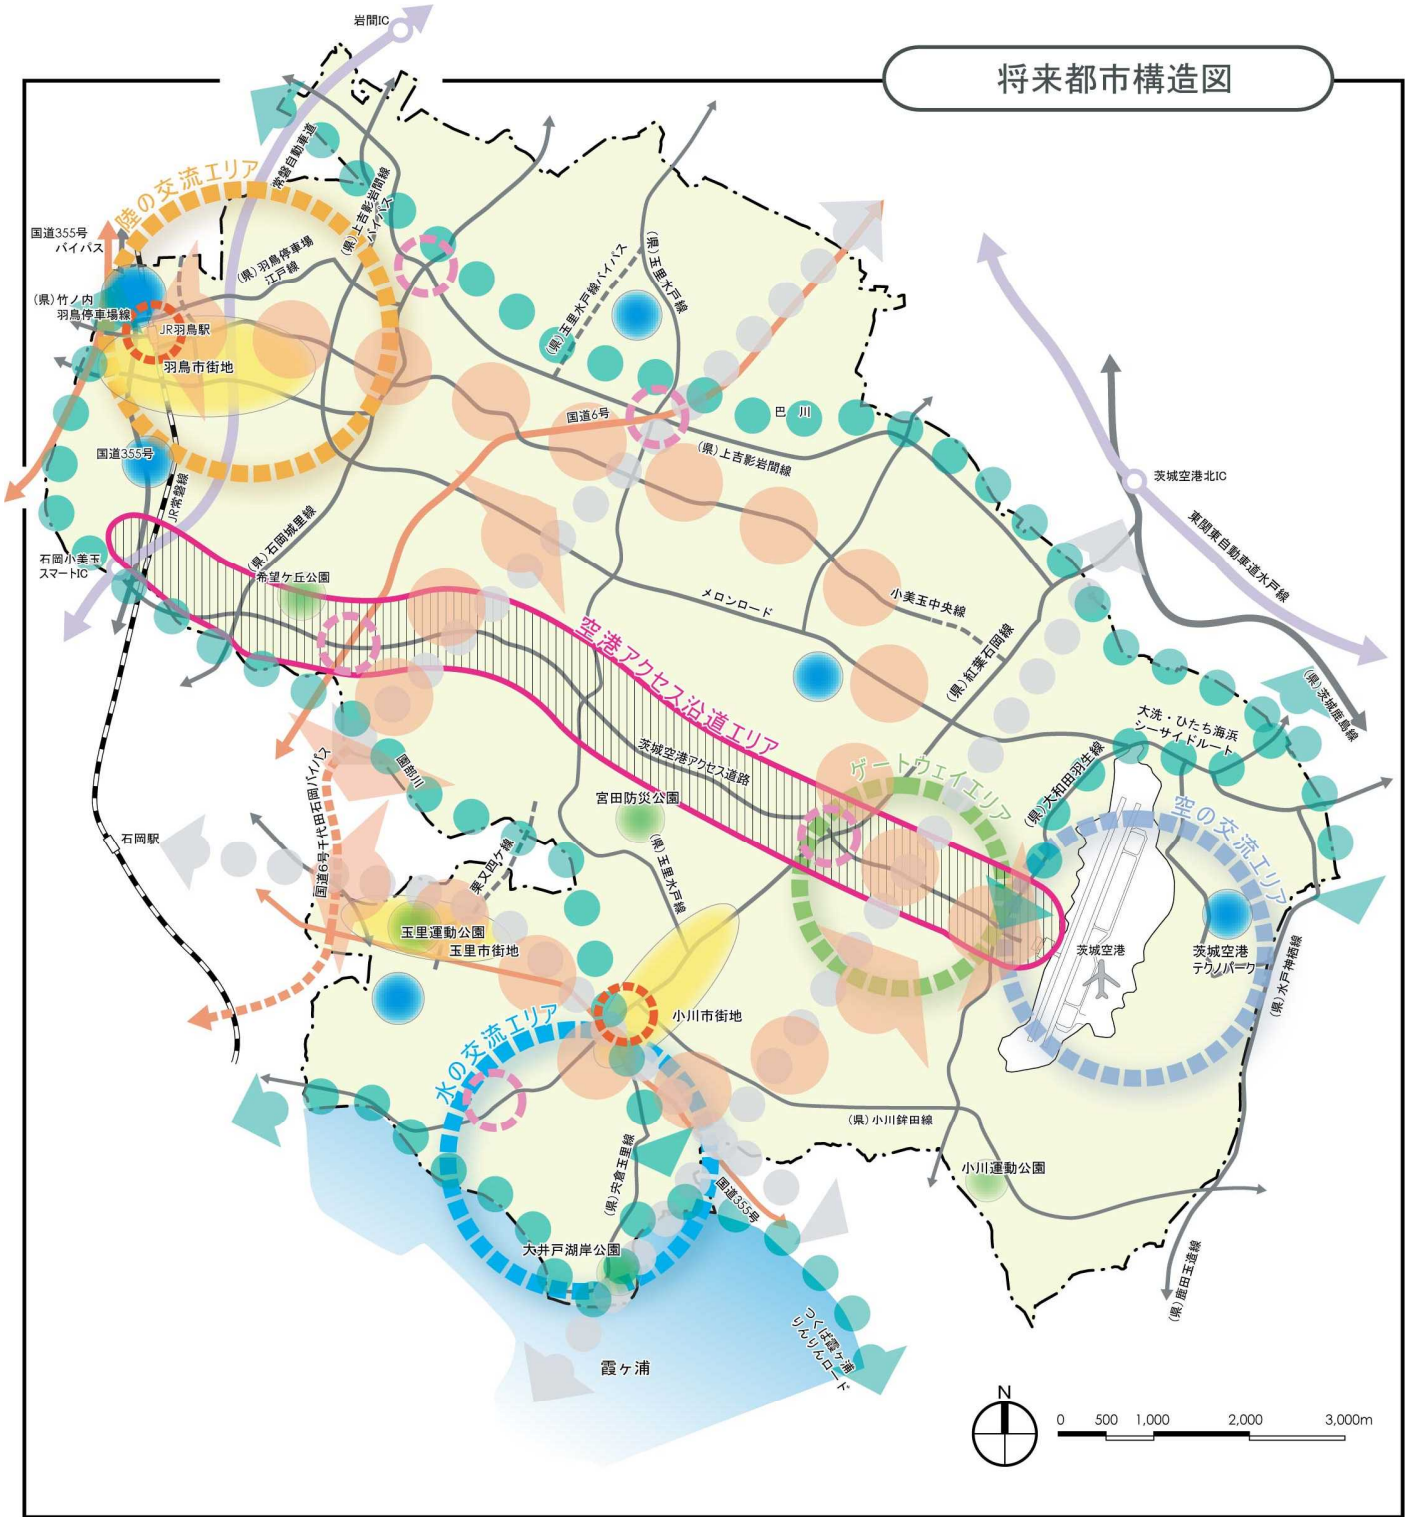 将来都市構造図
岩間IC
常磐自動車道
(県)上吉影岩間線
バイパス
陸の交流エリア
国道355号
バイパス
(県)羽鳥停車場
江戸線
(県)竹ノ内
羽鳥停車場線
JR羽鳥駅
羽鳥市街地
(県)玉里水戸線バイパス
(県)玉里水戸線
国道6号
巴 川
(県)上吉影岩間線
国道355号
JR常磐線
茨城空港北IC
東関東自動車道水戸線
石岡小美玉
スマートIC
(県)石岡城里線
希望ケ丘公園
メロンロード
小美玉中央線
(県)紅葉石岡線
空港アクセス沿道エリア
茨城空港アクセス道路
(県)茨城鹿島線
大洗・ひたち海浜
シーサイドルート
(県)大和田羽生線
ゲートウェイエリア
空の交流エリア
園部川
国道6号千代田石岡バイパス
宮田防災公園
石岡駅
栗又四ケ線
(県)玉里水戸線
玉里運動公園
玉里市街地
茨城空港
茨城空港
テクノパーク
(県)水戸神栖線
小川市街地
水の交流エリア
(県)小川鉾田線
(県)宍倉玉里線
小川運動公園
国道355号
大井戸湖岸公園
(県)鹿田玉造線
つくば霞ヶ浦
りんりんロード
霞ヶ浦
N
0 500 1,000 2,000 3,000m